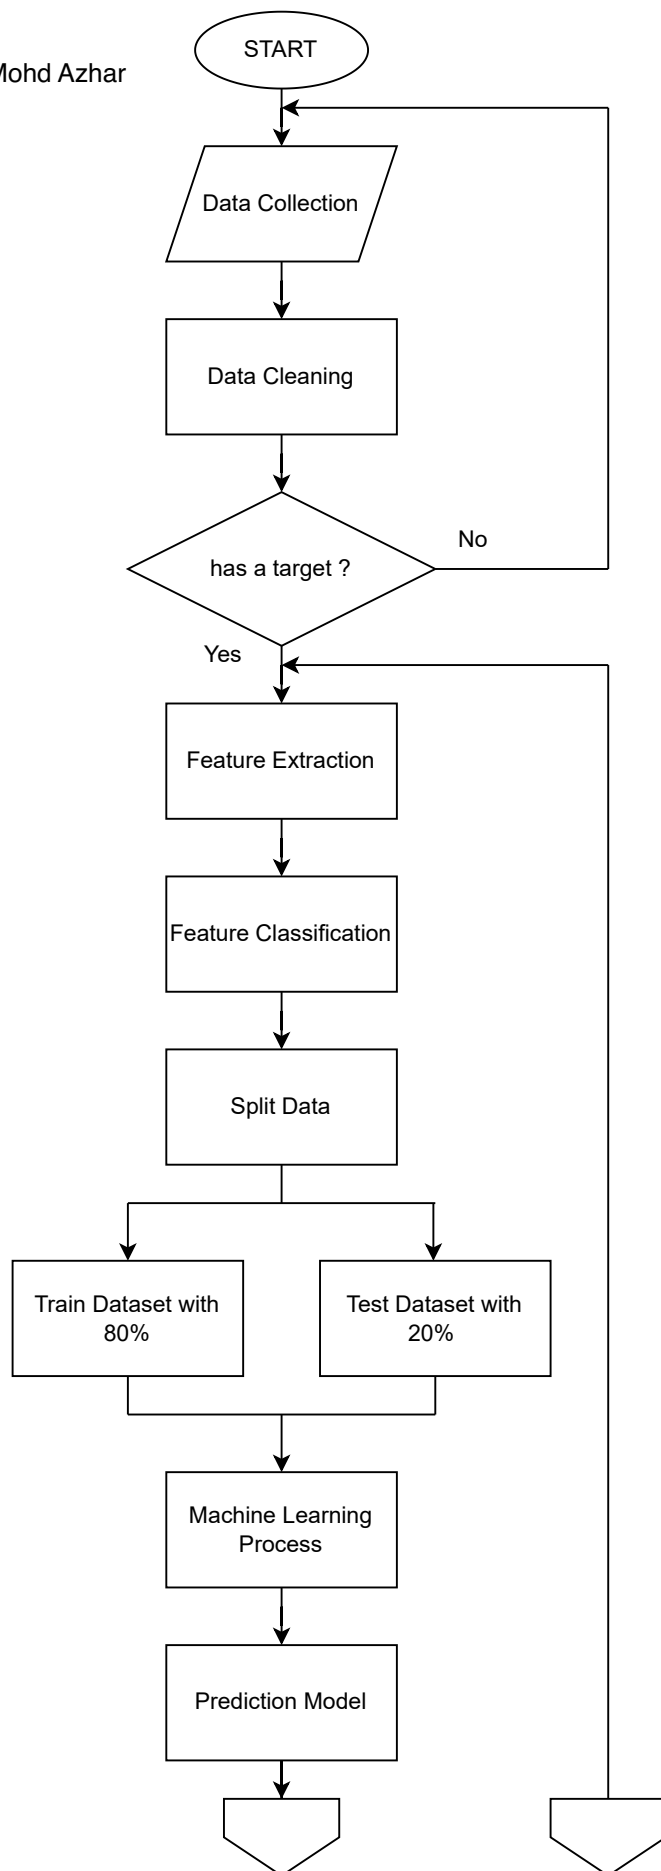 START
Mohd Azhar
Data Collection
Data Cleaning
has a target ?
No
Yes
Feature Extraction
Feature Classification
Split Data
Train Dataset with
80%
Test Dataset with
20%
Machine Learning
Process
Prediction Model